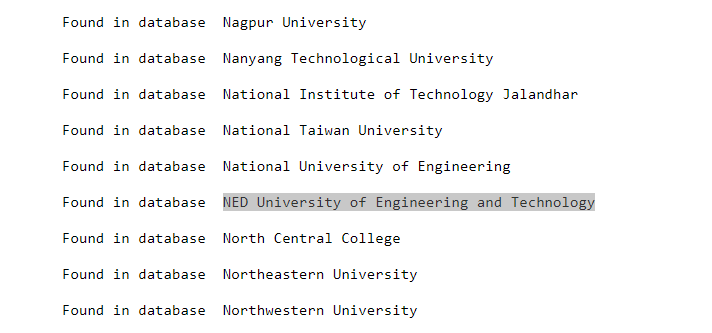 Found in database  Nagpur University
Found in database  Nanyang Technological University
Found in database  National Institute of Technology Jalandhar
Found in database  National Taiwan University
Found in database  National University of Engineering
Found in database  NED University of Engineering and Technology
Found in database  North Central College
Found in database  Northeastern University
Found in database  Northwestern University